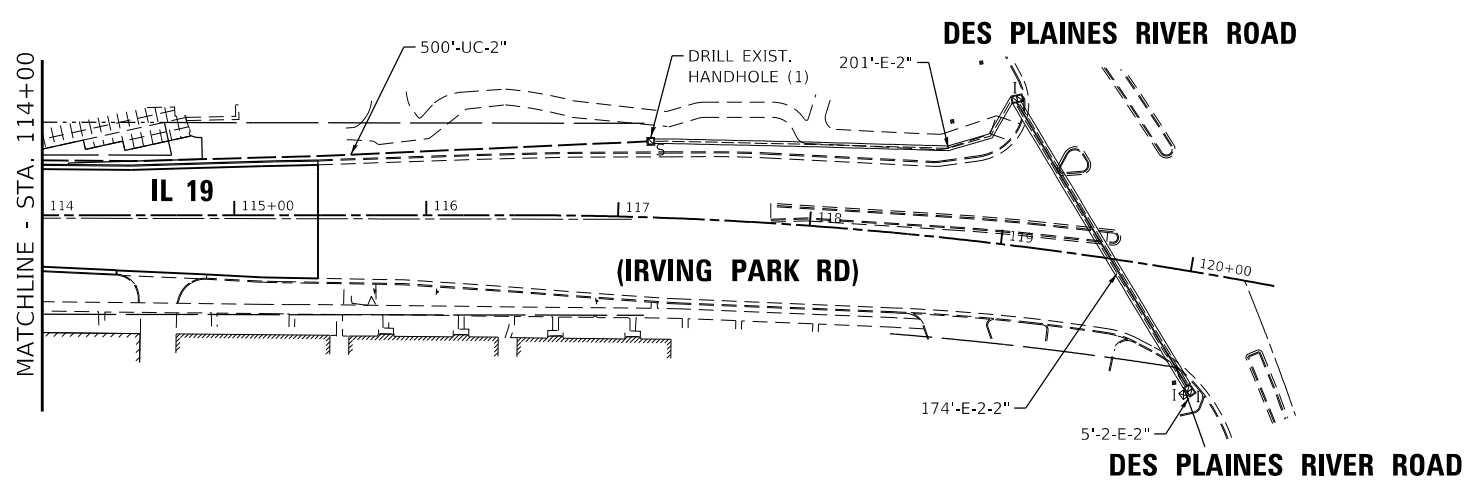 DES PLAINES RIVER ROAD
500'-UC-2"
DRILL EXIST.
HANDHOLE (1)
201'-E-2"
MATCHLINE - STA. 114+00
IL 19
114
115+00
116
117
118
119
120+00
(IRVING PARK RD)
174'-E-2-2"
5'-2-E-2"
DES PLAINES RIVER ROAD
I
I
I